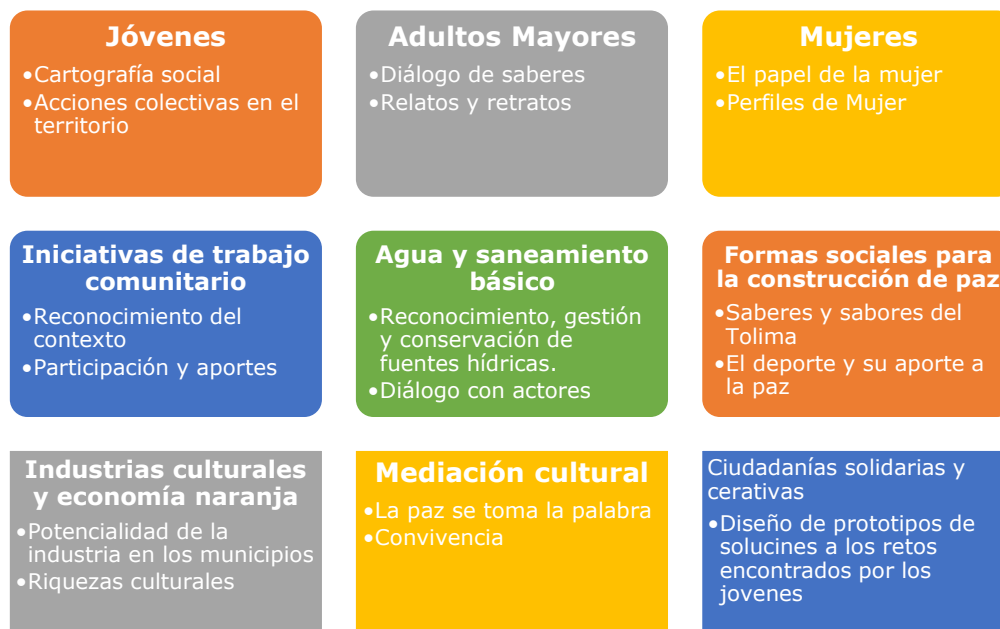 Jóvenes
•Cartografía social
•Acciones colectivas en el
territorio
Adultos Mayores
•Diálogo de saberes
•Relatos y retratos
Mujeres
•El papel de la mujer
•Perfiles de Mujer
Iniciativas de trabajo
comunitario
•Reconocimiento del
contexto
•Participación y aportes
Agua y saneamiento
básico
•Reconocimiento, gestión
y conservación de
fuentes hídricas.
•Diálogo con actores
Formas sociales para
la construcción de paz
•Saberes y sabores del
Tolima
•El deporte y su aporte a
la paz
Industrias culturales
y economía naranja
•Potencialidad de la
industria en los municipios
•Riquezas culturales
Mediación cultural
•La paz se toma la palabra
•Convivencia
Ciudadanías solidarias y
cerativas
•Diseño de prototipos de
solucines a los retos
encontrados por los
jovenes